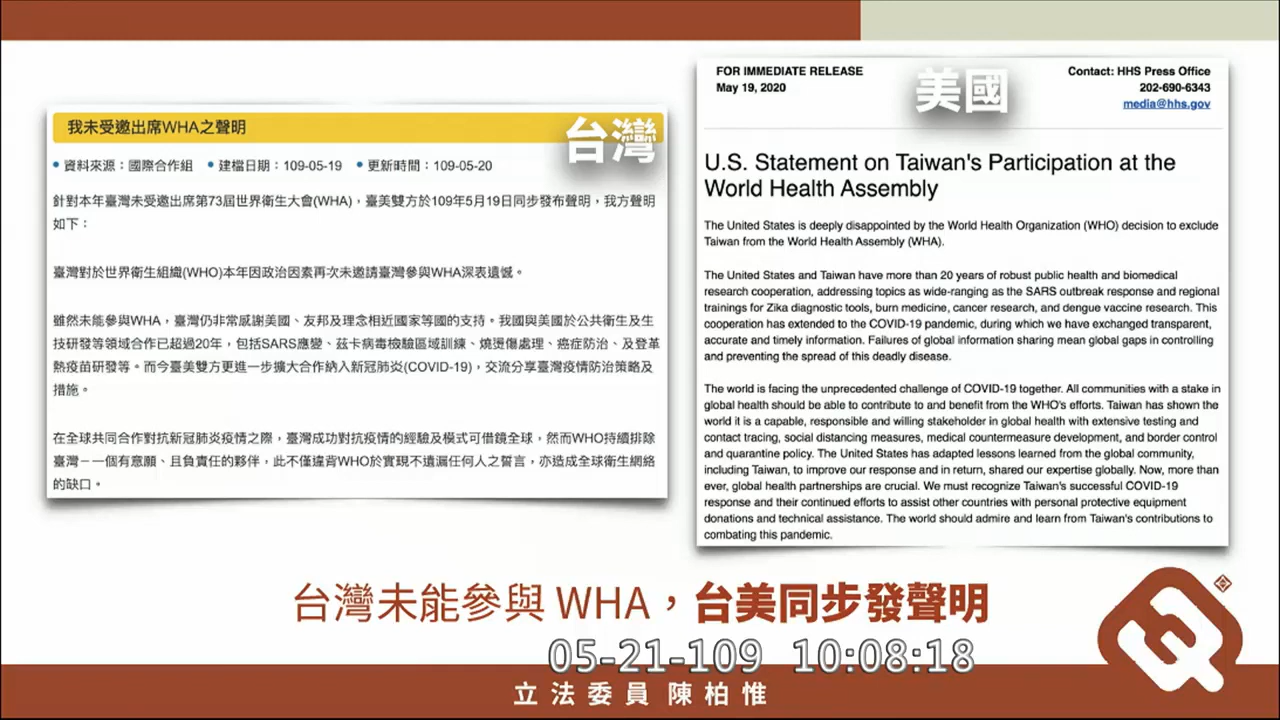 我未受邀出席WHA之聲明
台灣
• 資料來源：國際合作組 • 建檔日期：109-05-19 • 更新時間：109-05-20
針對本年臺灣未受邀出席第73屆世界衛生大會(WHA)，臺美雙方於109年5月19日同步發布聲明，我方聲明
如下：
臺灣對於世界衛生組織(WHO)本年因政治因素再次未邀請臺灣參與WHA深表遺憾。
雖然未能參與WHA，臺灣仍非常感謝美國、友邦及理念相近國家等國的支持。我國與美國於公共衛生及生
技研發等領域合作已超過20年，包括SARS應變、茲卡病毒檢驗區域訓練、燒燙傷處理、癌症防治、及登革
熱疫苗研發等。而今臺美雙方更進一步擴大合作納入新冠肺炎(COVID-19)，交流分享臺灣疫情防治策略及
措施。
在全球共同合作對抗新冠肺炎疫情之際，臺灣成功對抗疫情的經驗及模式可借鏡全球，然而WHO持續排除
臺灣－一個有意願、且負責任的夥伴，此不僅違背WHO於實現不遺漏任何人之誓言，亦造成全球衛生網絡
的缺口。
FOR IMMEDIATE RELEASE
May 19, 2020
美國
Contact: HHS Press Office
202-690-6343
media@hhs.gov
U.S. Statement on Taiwan's Participation at the
World Health Assembly
The United States is deeply disappointed by the World Health Organization (WHO) decision to exclude
Taiwan from the World Health Assembly (WHA).
The United States and Taiwan have more than 20 years of robust public health and biomedical
research cooperation, addressing topics as wide-ranging as the SARS outbreak response and regional
trainings for Zika diagnostic tools, burn medicine, cancer research, and dengue vaccine research. This
cooperation has extended to the COVID-19 pandemic, during which we have exchanged transparent,
accurate and timely information. Failures of global information sharing mean global gaps in controlling
and preventing the spread of this deadly disease.
The world is facing the unprecedented challenge of COVID-19 together. All communities with a stake in
global health should be able to contribute to and benefit from the WHO's efforts. Taiwan has shown the
world it is a capable, responsible and willing stakeholder in global health with extensive testing and
contact tracing, social distancing measures, medical countermeasure development, and border control
and quarantine policy. The United States has adapted lessons learned from the global community,
including Taiwan, to improve our response and in return, shared our expertise globally. Now, more than
ever, global health partnerships are crucial. We must recognize Taiwan's successful COVID-19
response and their continued efforts to assist other countries with personal protective equipment
donations and technical assistance. The world should admire and learn from Taiwan's contributions to
combating this pandemic.
台灣未能參與 WHA，台美同步發聲明
05-21-109 10:08:18
立法委員 陳柏惟